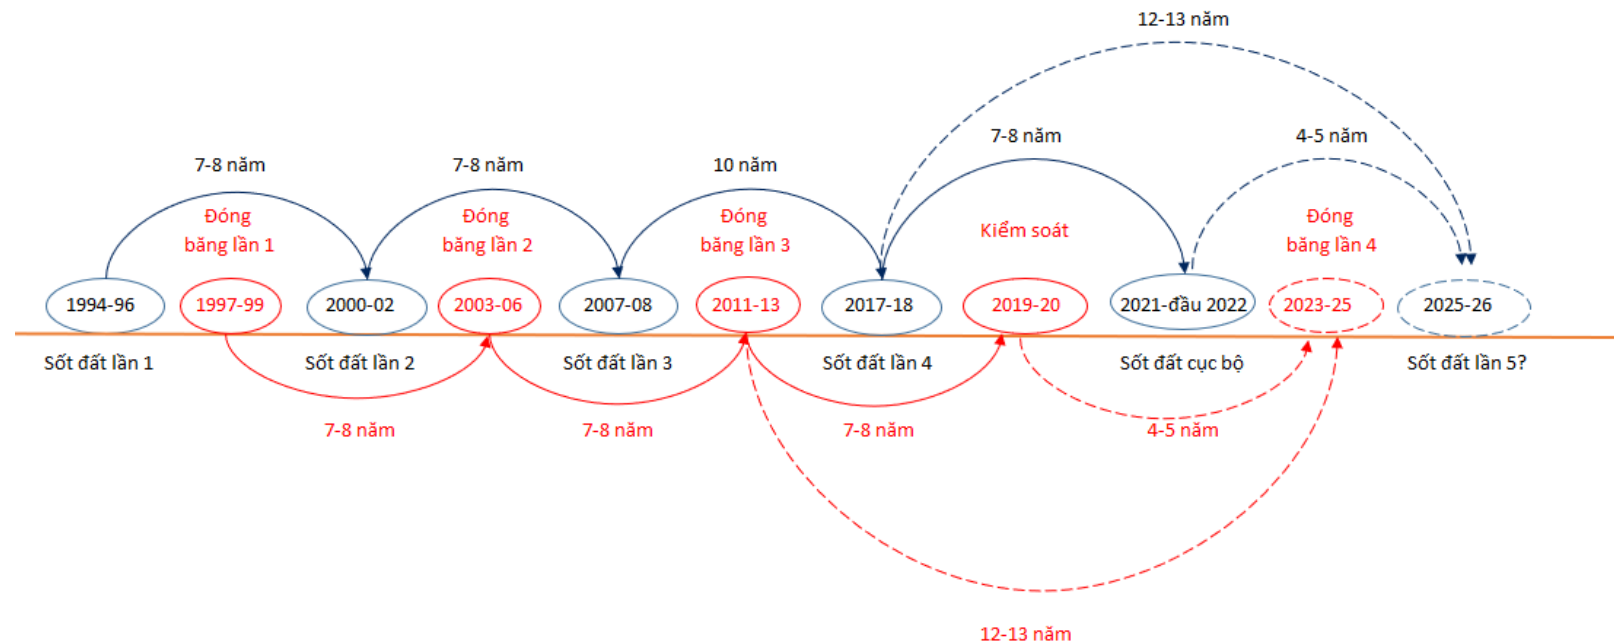 12-13 năm
7-8 năm
4-5 năm
7-8 năm
7-8 năm
10 năm
Đóng
băng lần 1
Đóng
băng lần 2
Đóng
băng lần 3
Kiểm soát
Đóng
băng lần 4
1994-96
1997-99
2000-02
2003-06
2007-08
2011-13
2017-18
2019-20
2021-đầu 2022
2023-25
2025-26
Sốt đất lần 1
Sốt đất lần 2
Sốt đất lần 3
Sốt đất lần 4
Sốt đất cục bộ
Sốt đất lần 5?
7-8 năm
7-8 năm
7-8 năm
4-5 năm
12-13 năm